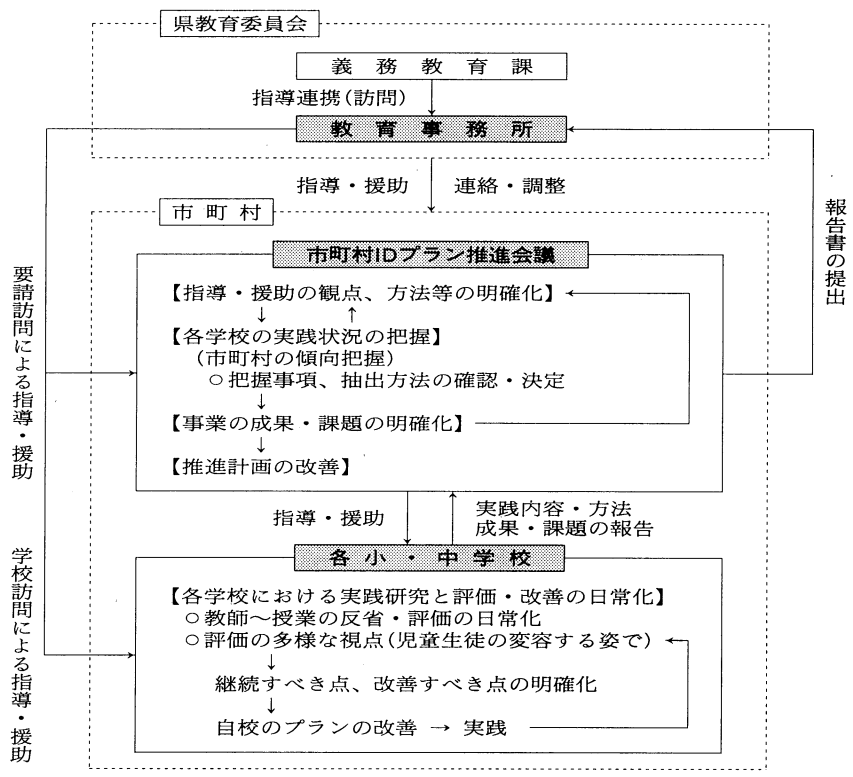 県教育委員会
義務教育課
指導連携(訪問)
教育事務所
指導・援助
連絡・調整
市町村
市町村IDプラン推進会議
【指導・援助の観点、方法等の明確化】
↓ ↑
【各学校の実践状況の把握】
(市町村の傾向把握)
○把握事項、抽出方法の確認・決定
↓
【事業の成果・課題の明確化】
↓
【推進計画の改善】
指導・援助
実践内容・方法
成果・課題の報告
各小・中学校
【各学校における実践研究と評価・改善の日常化】
○教師～授業の反省・評価の日常化
○評価の多様な視点(児童生徒の変容する姿で)
↓
継続すべき点、改善すべき点の明確化
↓
自校のプランの改善 → 実践
要請訪問による指導・援助
学校訪問による指導・援助
報告書の提出